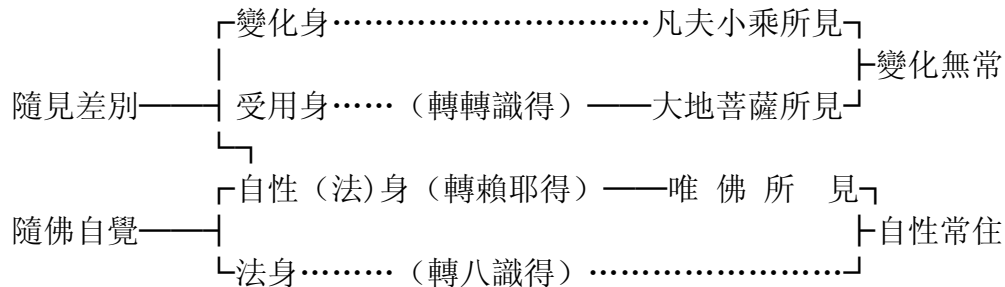 ┌變化身…………………………凡夫小乘所見┐
│ ├變化無常
隨見差別───┤受用身……（轉轉識得）──大地菩薩所見┘
└┐
┌自性（法)身（轉賴耶得）──唯 佛 所 見┐
隨佛自覺───┤ ├自性常住
└法身………（轉八識得）……………………┘